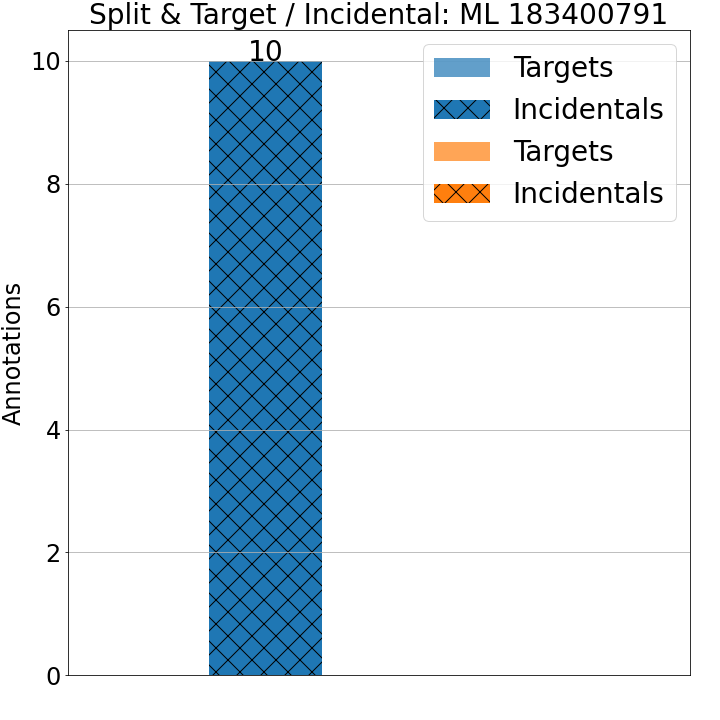 Split & Target / Incidental: ML 183400791
10
10
8
6
4
2
0
Annotations
Targets
Incidentals
Targets
Incidentals